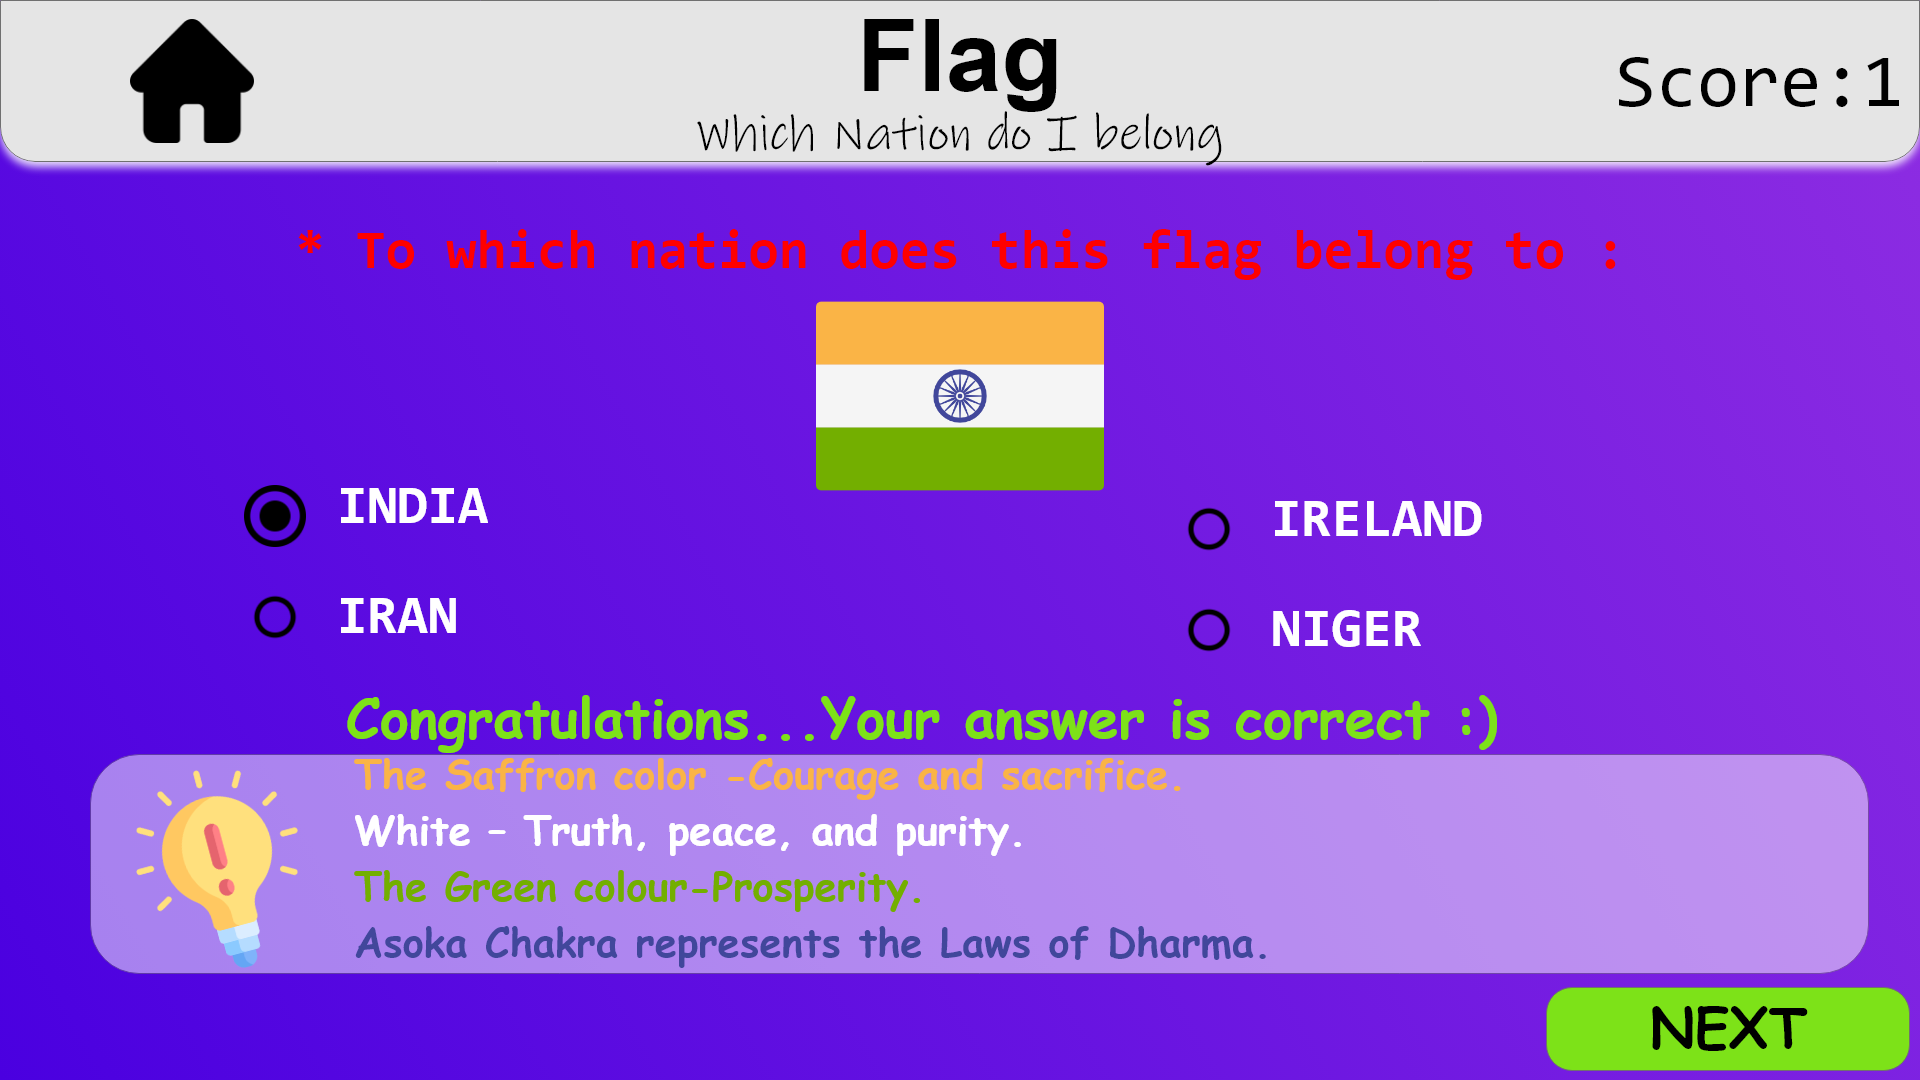 Flag
Which Nation do I belong
Score:1
* To which nation does this flag belong to :
INDIA
IRELAND
IRAN
NIGER
Congratulations...Your answer is correct :)
The Saffron color -Courage and sacrifice.
White – Truth, peace, and purity.
The Green colour-Prosperity.
Asoka Chakra represents the Laws of Dharma.
NEXT